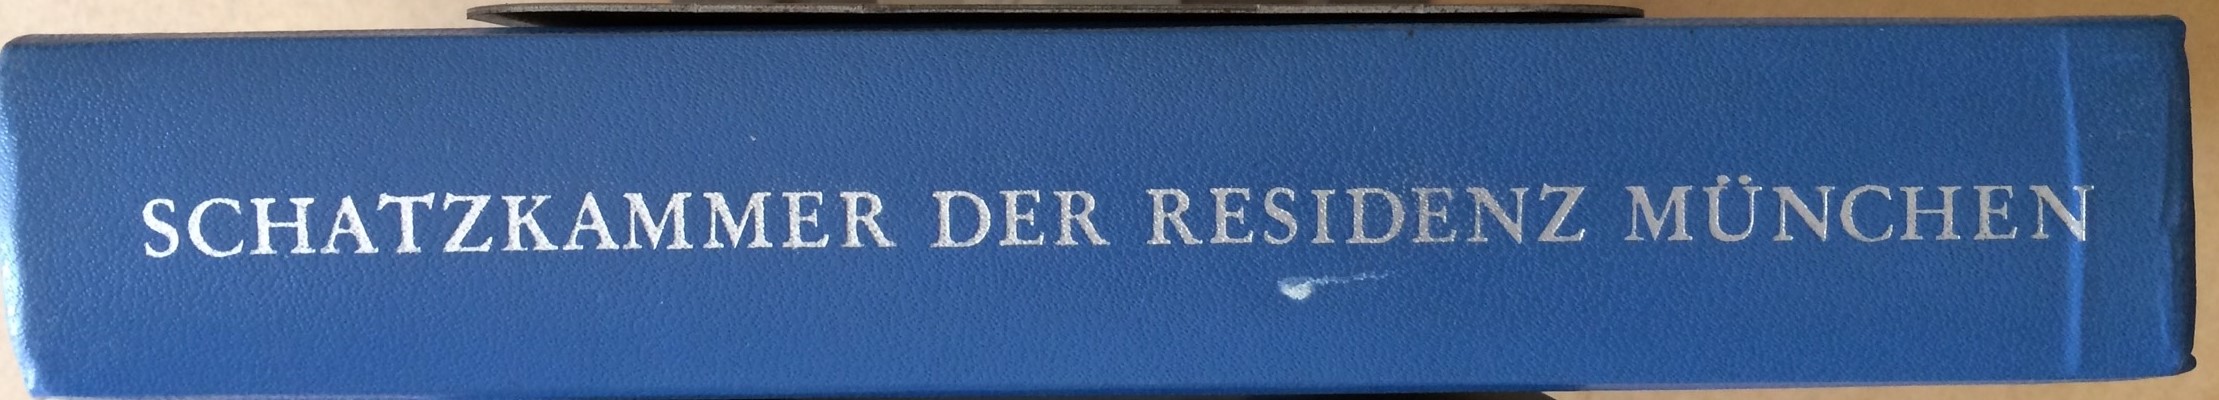 SCHATZKAMMER DER RESIDENZ MÜNCHEN